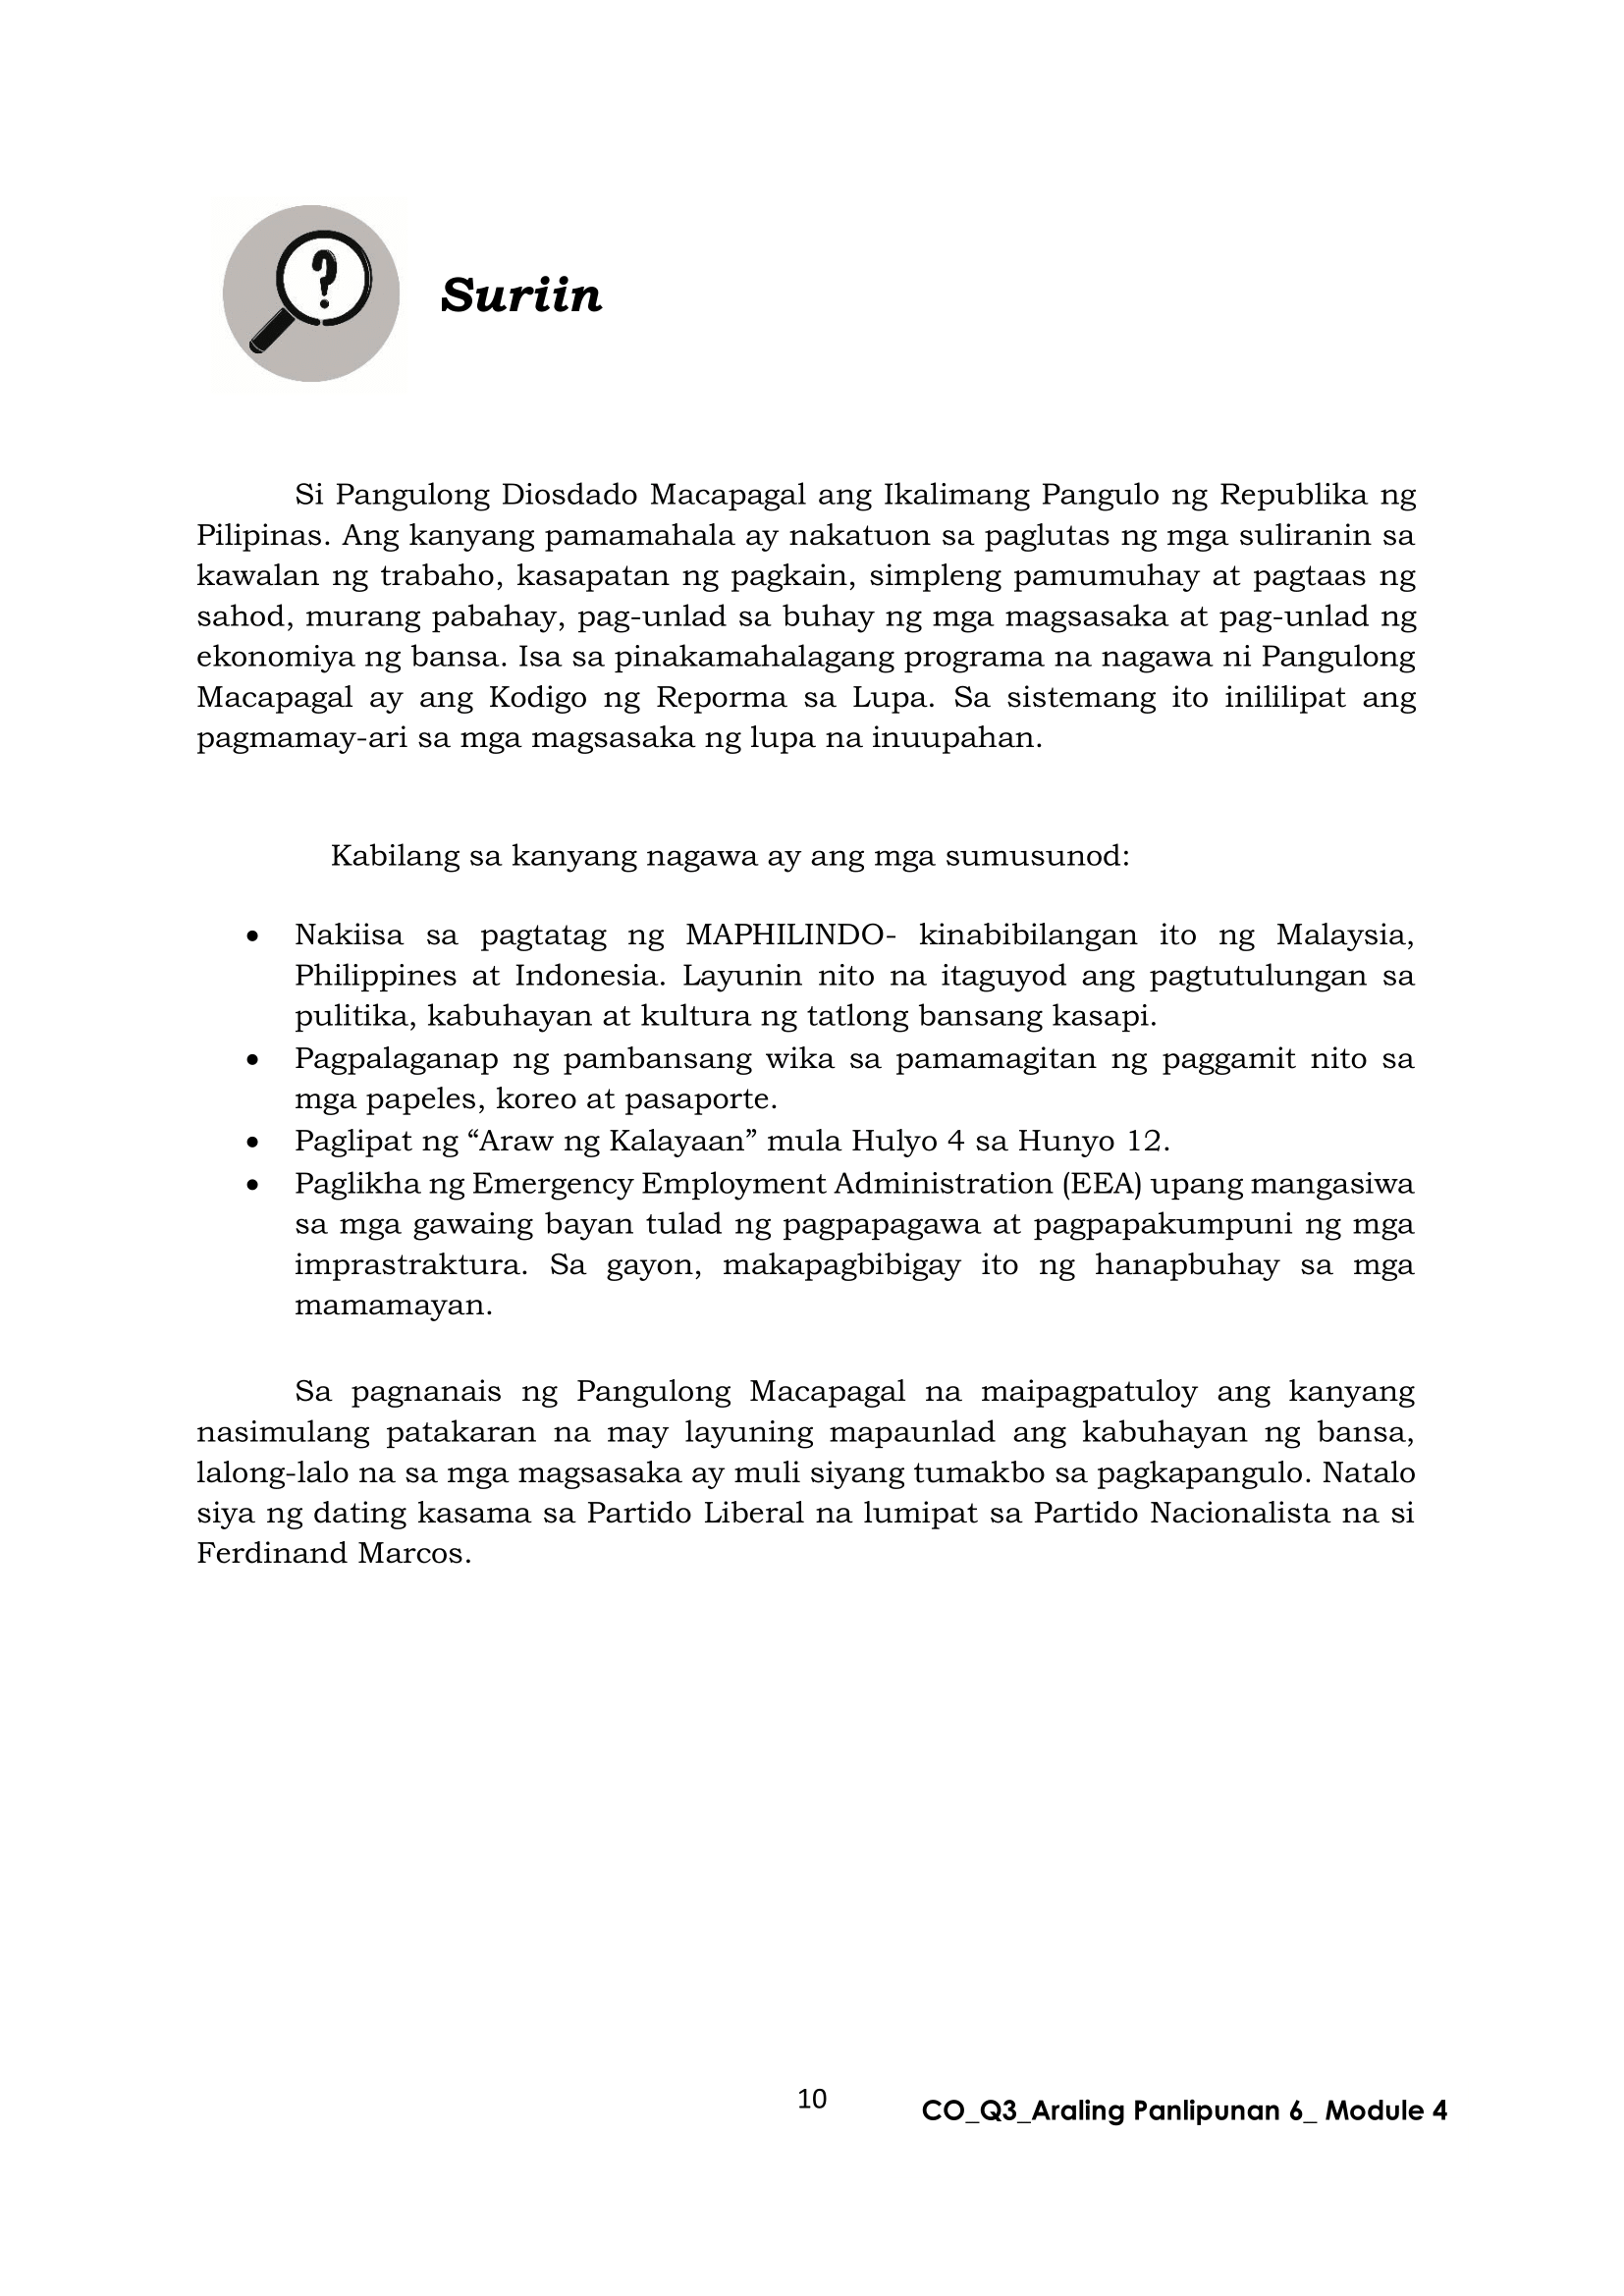 Suriin
Si Pangulong Diosdado Macapagal ang Ikalimang Pangulo ng Republika ng
Pilipinas. Ang kanyang pamamahala ay nakatuon sa paglutas ng mga suliranin sa
kawalan ng trabaho, kasapatan ng pagkain, simpleng pamumuhay at pagtaas ng
sahod, murang pabahay, pag-unlad sa buhay ng mga magsasaka at pag-unlad ng
ekonomiya ng bansa. Isa sa pinakamahalagang programa na nagawa ni Pangulong
Macapagal ay ang Kodigo ng Reporma sa Lupa. Sa sistemang ito inililipat ang
pagmamay-ari sa mga magsasaka ng lupa na inuupahan.
Kabilang sa kanyang nagawa ay ang mga sumusunod:
• Nakiisa sa pagtatag ng MAPHILINDO- kinabibilangan ito ng Malaysia,
Philippines at Indonesia. Layunin nito na itaguyod ang pagtutulungan sa
pulitika, kabuhayan at kultura ng tatlong bansang kasapi.
• Pagpalaganap ng pambansang wika sa pamamagitan ng paggamit nito sa
mga papeles, koreo at pasaporte.
• Paglipat ng “Araw ng Kalayaan” mula Hulyo 4 sa Hunyo 12.
• Paglikha ng Emergency Employment Administration (EEA) upang mangasiwa
sa mga gawaing bayan tulad ng pagpapagawa at pagpapakumpuni ng mga
imprastraktura. Sa gayon, makapagbibigay ito ng hanapbuhay sa mga
mamamayan.
Sa pagnanais ng Pangulong Macapagal na maipagpatuloy ang kanyang
nasimulang patakaran na may layuning mapaunlad ang kabuhayan ng bansa,
lalong-lalo na sa mga magsasaka ay muli siyang tumakbo sa pagkapangulo. Natalo
siya ng dating kasama sa Partido Liberal na lumipat sa Partido Nacionalista na si
Ferdinand Marcos.
10
CO_Q3_Araling Panlipunan 6_ Module 4